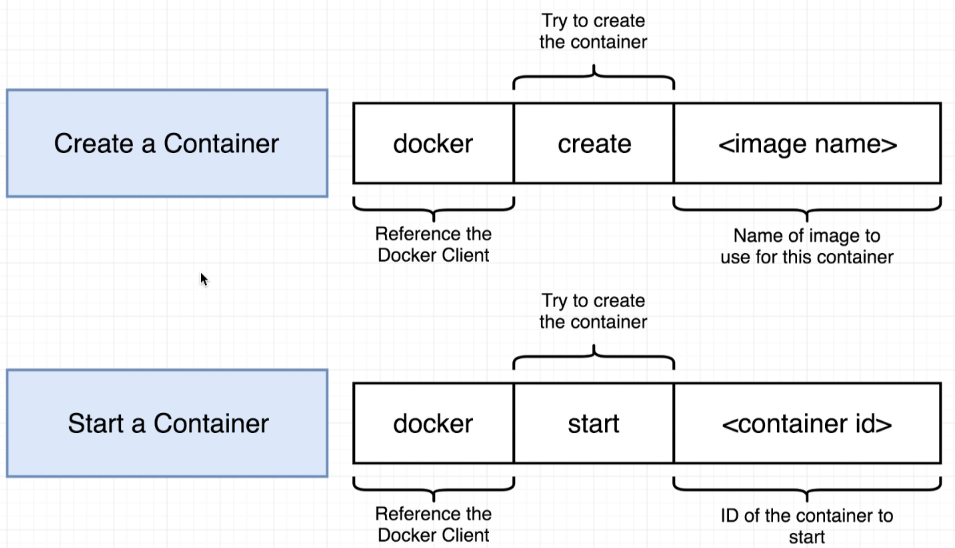 Try to create
the container
Create a Container
docker
create
<image name>
Reference the
Docker Client
Name of image to
use for this container
Try to create
the container
Start a Container
docker
start
<container id>
Reference the
Docker Client
ID of the container to
start